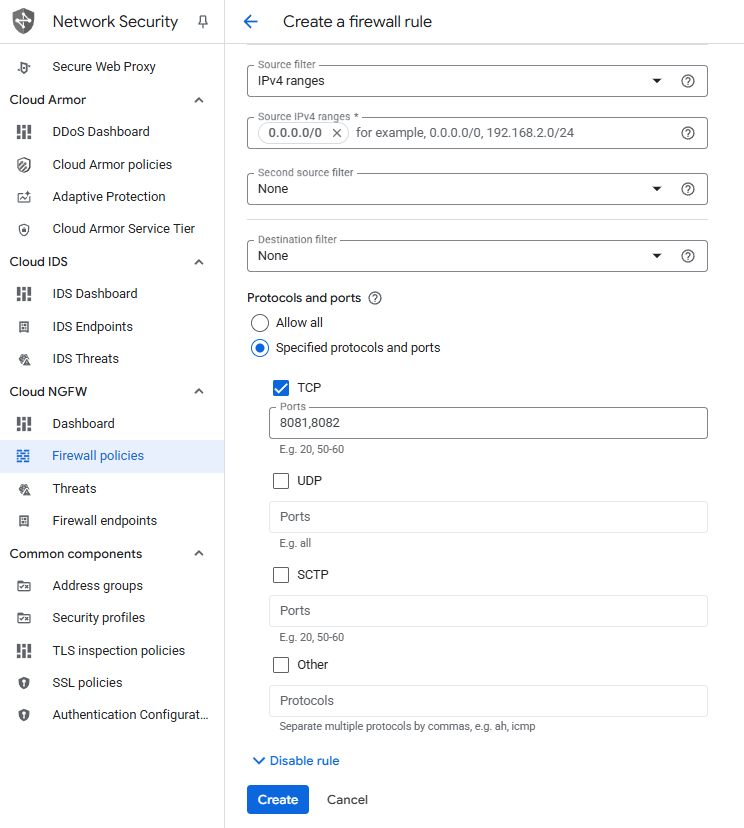 Network Security
Create a firewall rule
Secure Web Proxy
Cloud Armor
DDoS Dashboard
Cloud Armor policies
Adaptive Protection
Cloud Armor Service Tier
Cloud IDS
IDS Dashboard
IDS Endpoints
IDS Threats
Cloud NGFW
Dashboard
Firewall policies
Threats
Firewall endpoints
Common components
Address groups
Security profiles
TLS inspection policies
SSL policies
Authentication Configurat...
Source filter
IPv4 ranges
Source IPv4 ranges *
0.0.0.0/0 for example, 0.0.0.0/0, 192.168.2.0/24
Second source filter
None
Destination filter
None
Protocols and ports
Allow all
Specified protocols and ports
TCP
Ports
8081,8082
E.g. 20, 50-60
UDP
Ports
E.g. all
SCTP
Ports
E.g. 20, 50-60
Other
Protocols
Separate multiple protocols by commas, e.g. ah, icmp
Disable rule
Create Cancel